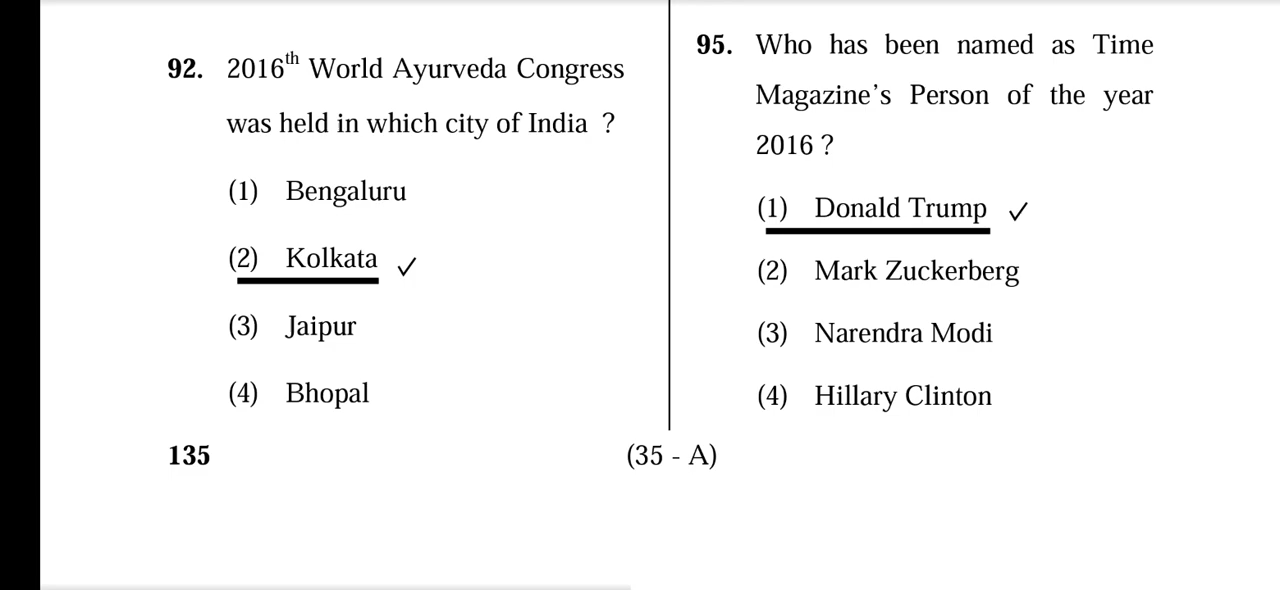 92. 2016th World Ayurveda Congress
was held in which city of India ?
(1) Bengaluru
(2) Kolkata ✓
(3) Jaipur
(4) Bhopal
95. Who has been named as Time
Magazine’s Person of the year
2016 ?
(1) Donald Trump ✓
(2) Mark Zuckerberg
(3) Narendra Modi
(4) Hillary Clinton
135 (35 - A)